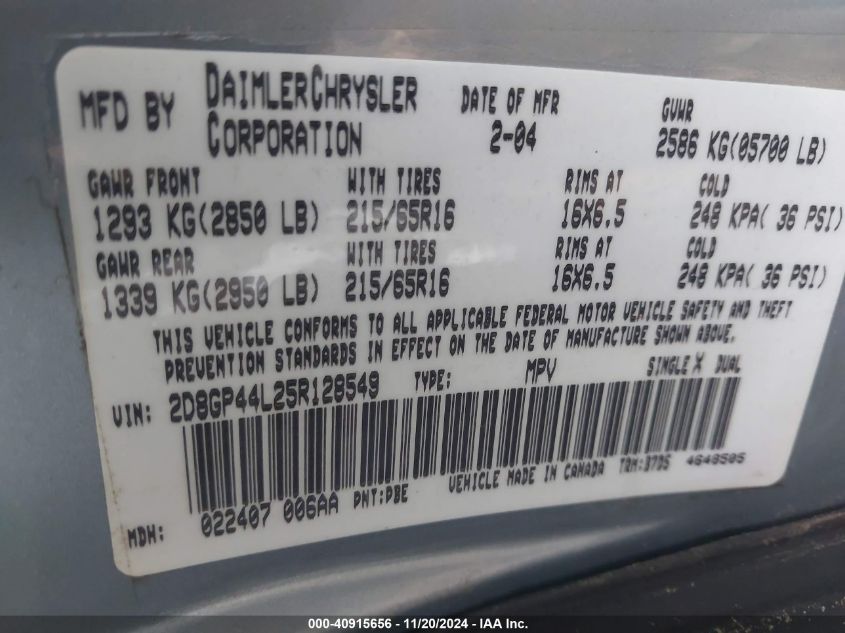 MFD BY DAIMLERCHRYSLER CORPORATION DATE OF MFR 2-04 GVWR 2586 KG(05700 LB)
GAWR FRONT WITH TIRES RIMS AT COLD
1293 KG(2850 LB) 215/65R16 16X6.5 248 KPA( 36 PSI)
GAWR REAR WITH TIRES RIMS AT COLD
1339 KG(2950 LB) 215/65R16 16X6.5 248 KPA( 36 PSI)
THIS VEHICLE CONFORMS TO ALL APPLICABLE FEDERAL MOTOR VEHICLE SAFETY AND THEFT
PREVENTION STANDARDS IN EFFECT ON THE DATE OF MANUFACTURE SHOWN ABOVE.
VIN: 2D8GP44L25R128549 TYPE: MPV SINGLE X DUAL
VEHICLE MADE IN CANADA TRM:B7D5 4648505
MDH: 022407 006AA PNT:PBE
000-40915656 - 11/20/2024 - IAA Inc.